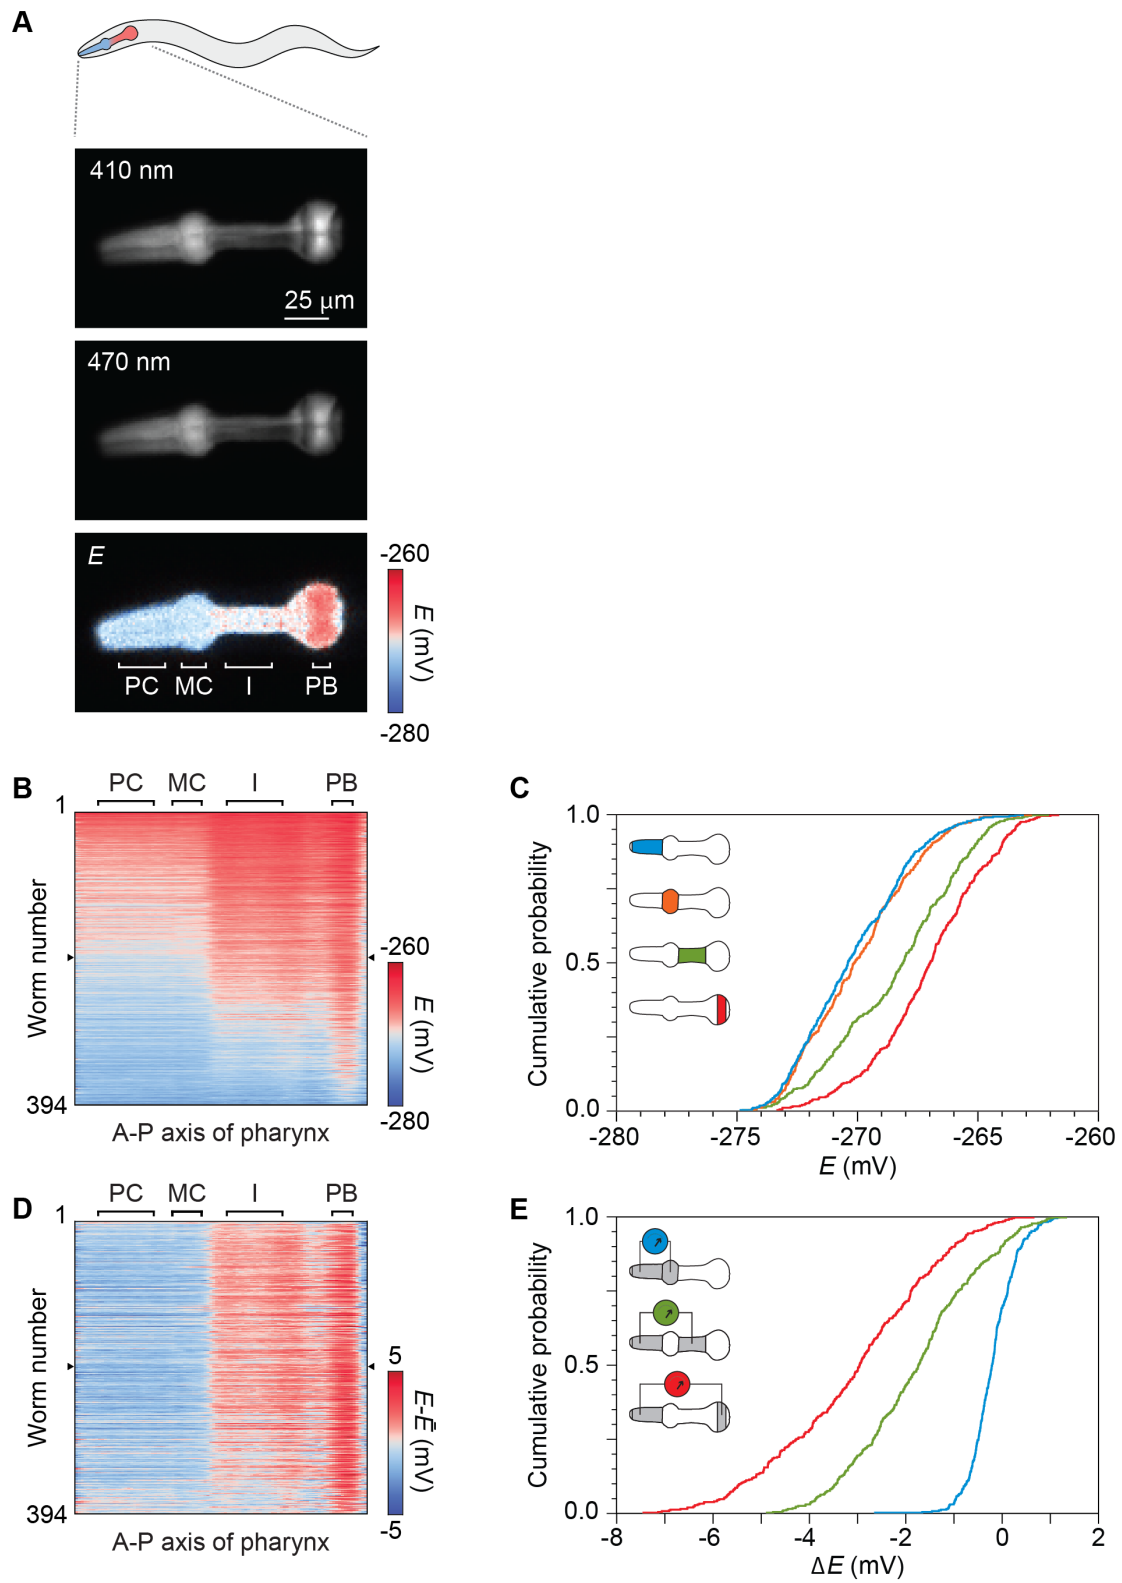 A
410 nm
25 μm
470 nm
E
-260
E (mV)
-280
PC MC I PB
B
PC MC I PB
1
Worm number
394
A-P axis of pharynx
-260
E (mV)
-280
C
1.0
0.5
0.0
Cumulative probability
-280 -275 -270 -265 -260
E (mV)
D
PC MC I PB
1
Worm number
394
A-P axis of pharynx
5
E-Ē (mV)
-5
E
1.0
0.5
0.0
Cumulative probability
-8 -6 -4 -2 0 2
ΔE (mV)